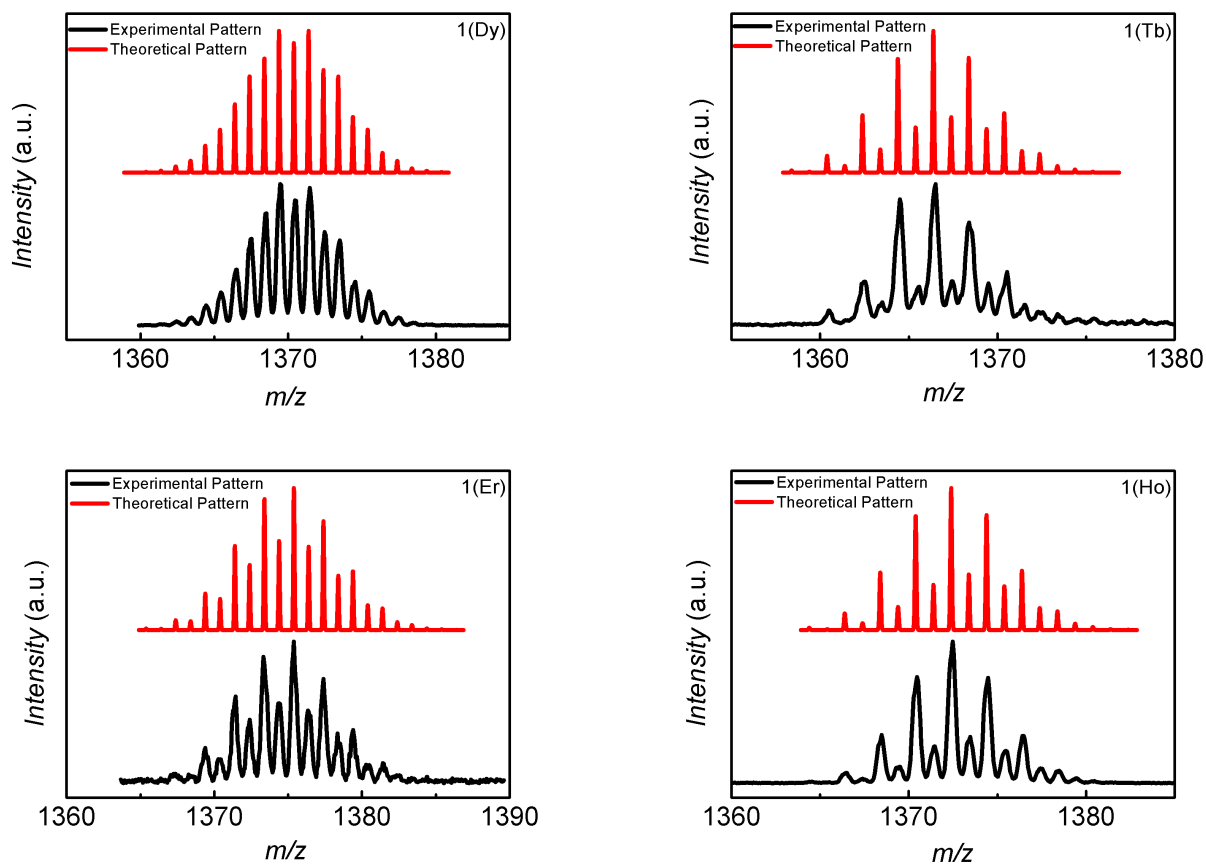 Experimental Pattern
Theoretical Pattern
1(Dy)
Intensity (a.u.)
1360 1370 1380
m/z
Experimental Pattern
Theoretical Pattern
1(Tb)
Intensity (a.u.)
1360 1370 1380
m/z
Experimental Pattern
Theoretical Pattern
1(Er)
Intensity (a.u.)
1360 1370 1380 1390
m/z
Experimental Pattern
Theoretical Pattern
1(Ho)
Intensity (a.u.)
1360 1370 1380
m/z